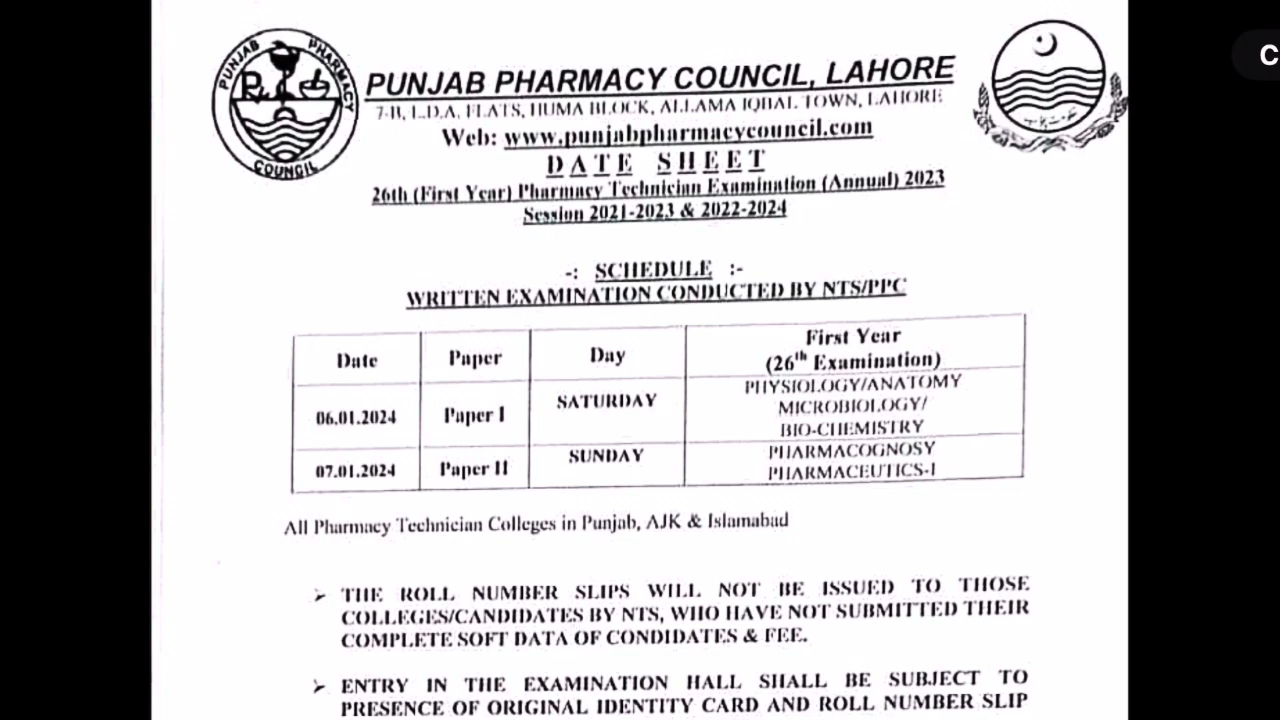 PUNJAB PHARMACY COUNCIL
PUNJAB PHARMACY COUNCIL, LAHORE
7-B, L.D.A. FLATS, HUMA BLOCK, ALLAMA IQBAL TOWN, LAHORE
Web: www.punjabpharmacycouncil.com
DATE SHEET
26th (First Year) Pharmacy Technician Examination (Annual) 2023
Session 2021-2023 & 2022-2024
-: SCHEDULE :-
WRITTEN EXAMINATION CONDUCTED BY NTS/PPC
Date Paper Day First Year
(26th Examination)
06.01.2024 Paper I SATURDAY PHYSIOLOGY/ANATOMY
MICROBIOLOGY/
BIO-CHEMISTRY
07.01.2024 Paper II SUNDAY PHARMACOGNOSY
PHARMACEUTICS-I
All Pharmacy Technician Colleges in Punjab, AJK & Islamabad
➢ THE ROLL NUMBER SLIPS WILL NOT BE ISSUED TO THOSE
COLLEGES/CANDIDATES BY NTS, WHO HAVE NOT SUBMITTED THEIR
COMPLETE SOFT DATA OF CONDIDATES & FEE.
➢ ENTRY IN THE EXAMINATION HALL SHALL BE SUBJECT TO
PRESENCE OF ORIGINAL IDENTITY CARD AND ROLL NUMBER SLIP
C